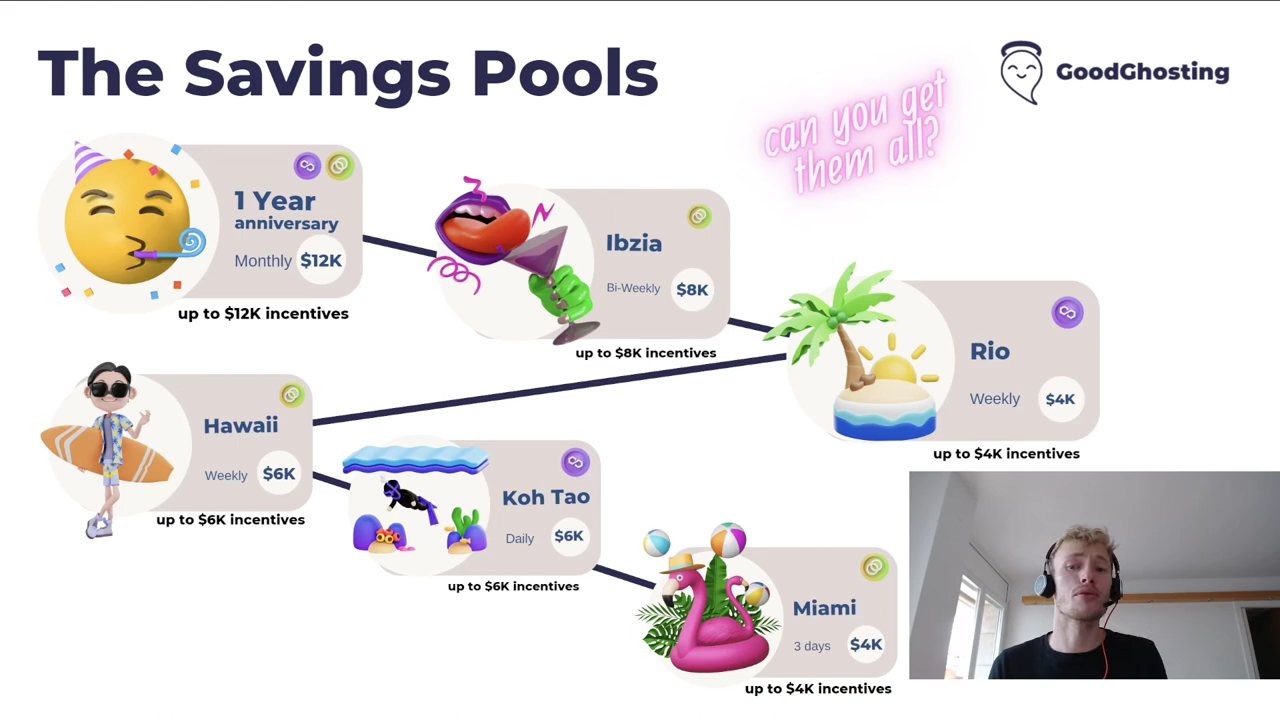 The Savings Pools
can you get
them all?
GoodGhosting
1 Year
anniversary
Monthly $12K
up to $12K incentives
Ibzia
Bi-Weekly $8K
up to $8K incentives
Rio
Weekly $4K
up to $4K incentives
Hawaii
Weekly $6K
up to $6K incentives
Koh Tao
Daily $6K
up to $6K incentives
Miami
3 days $4K
up to $4K incentives